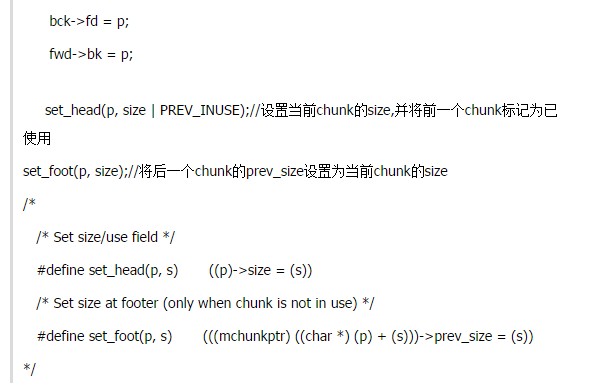 bck->fd = p;
fwd->bk = p;
set_head(p, size | PREV_INUSE);//设置当前chunk的size,并将前一个chunk标记为已
使用
set_foot(p, size);//将后一个chunk的prev_size设置为当前chunk的size
/*
/* Set size/use field */
#define set_head(p, s) ((p)->size = (s))
/* Set size at footer (only when chunk is not in use) */
#define set_foot(p, s) (((mchunkptr) ((char *) (p) + (s)))->prev_size = (s))
*/